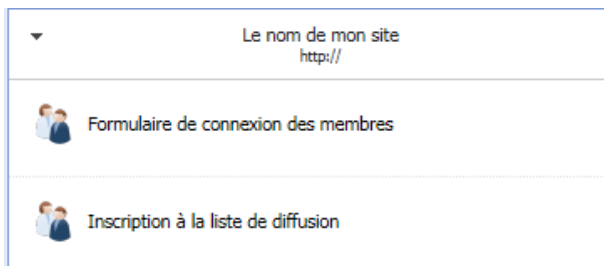 Le nom de mon site
http://
Formulaire de connexion des membres
Inscription à la liste de diffusion